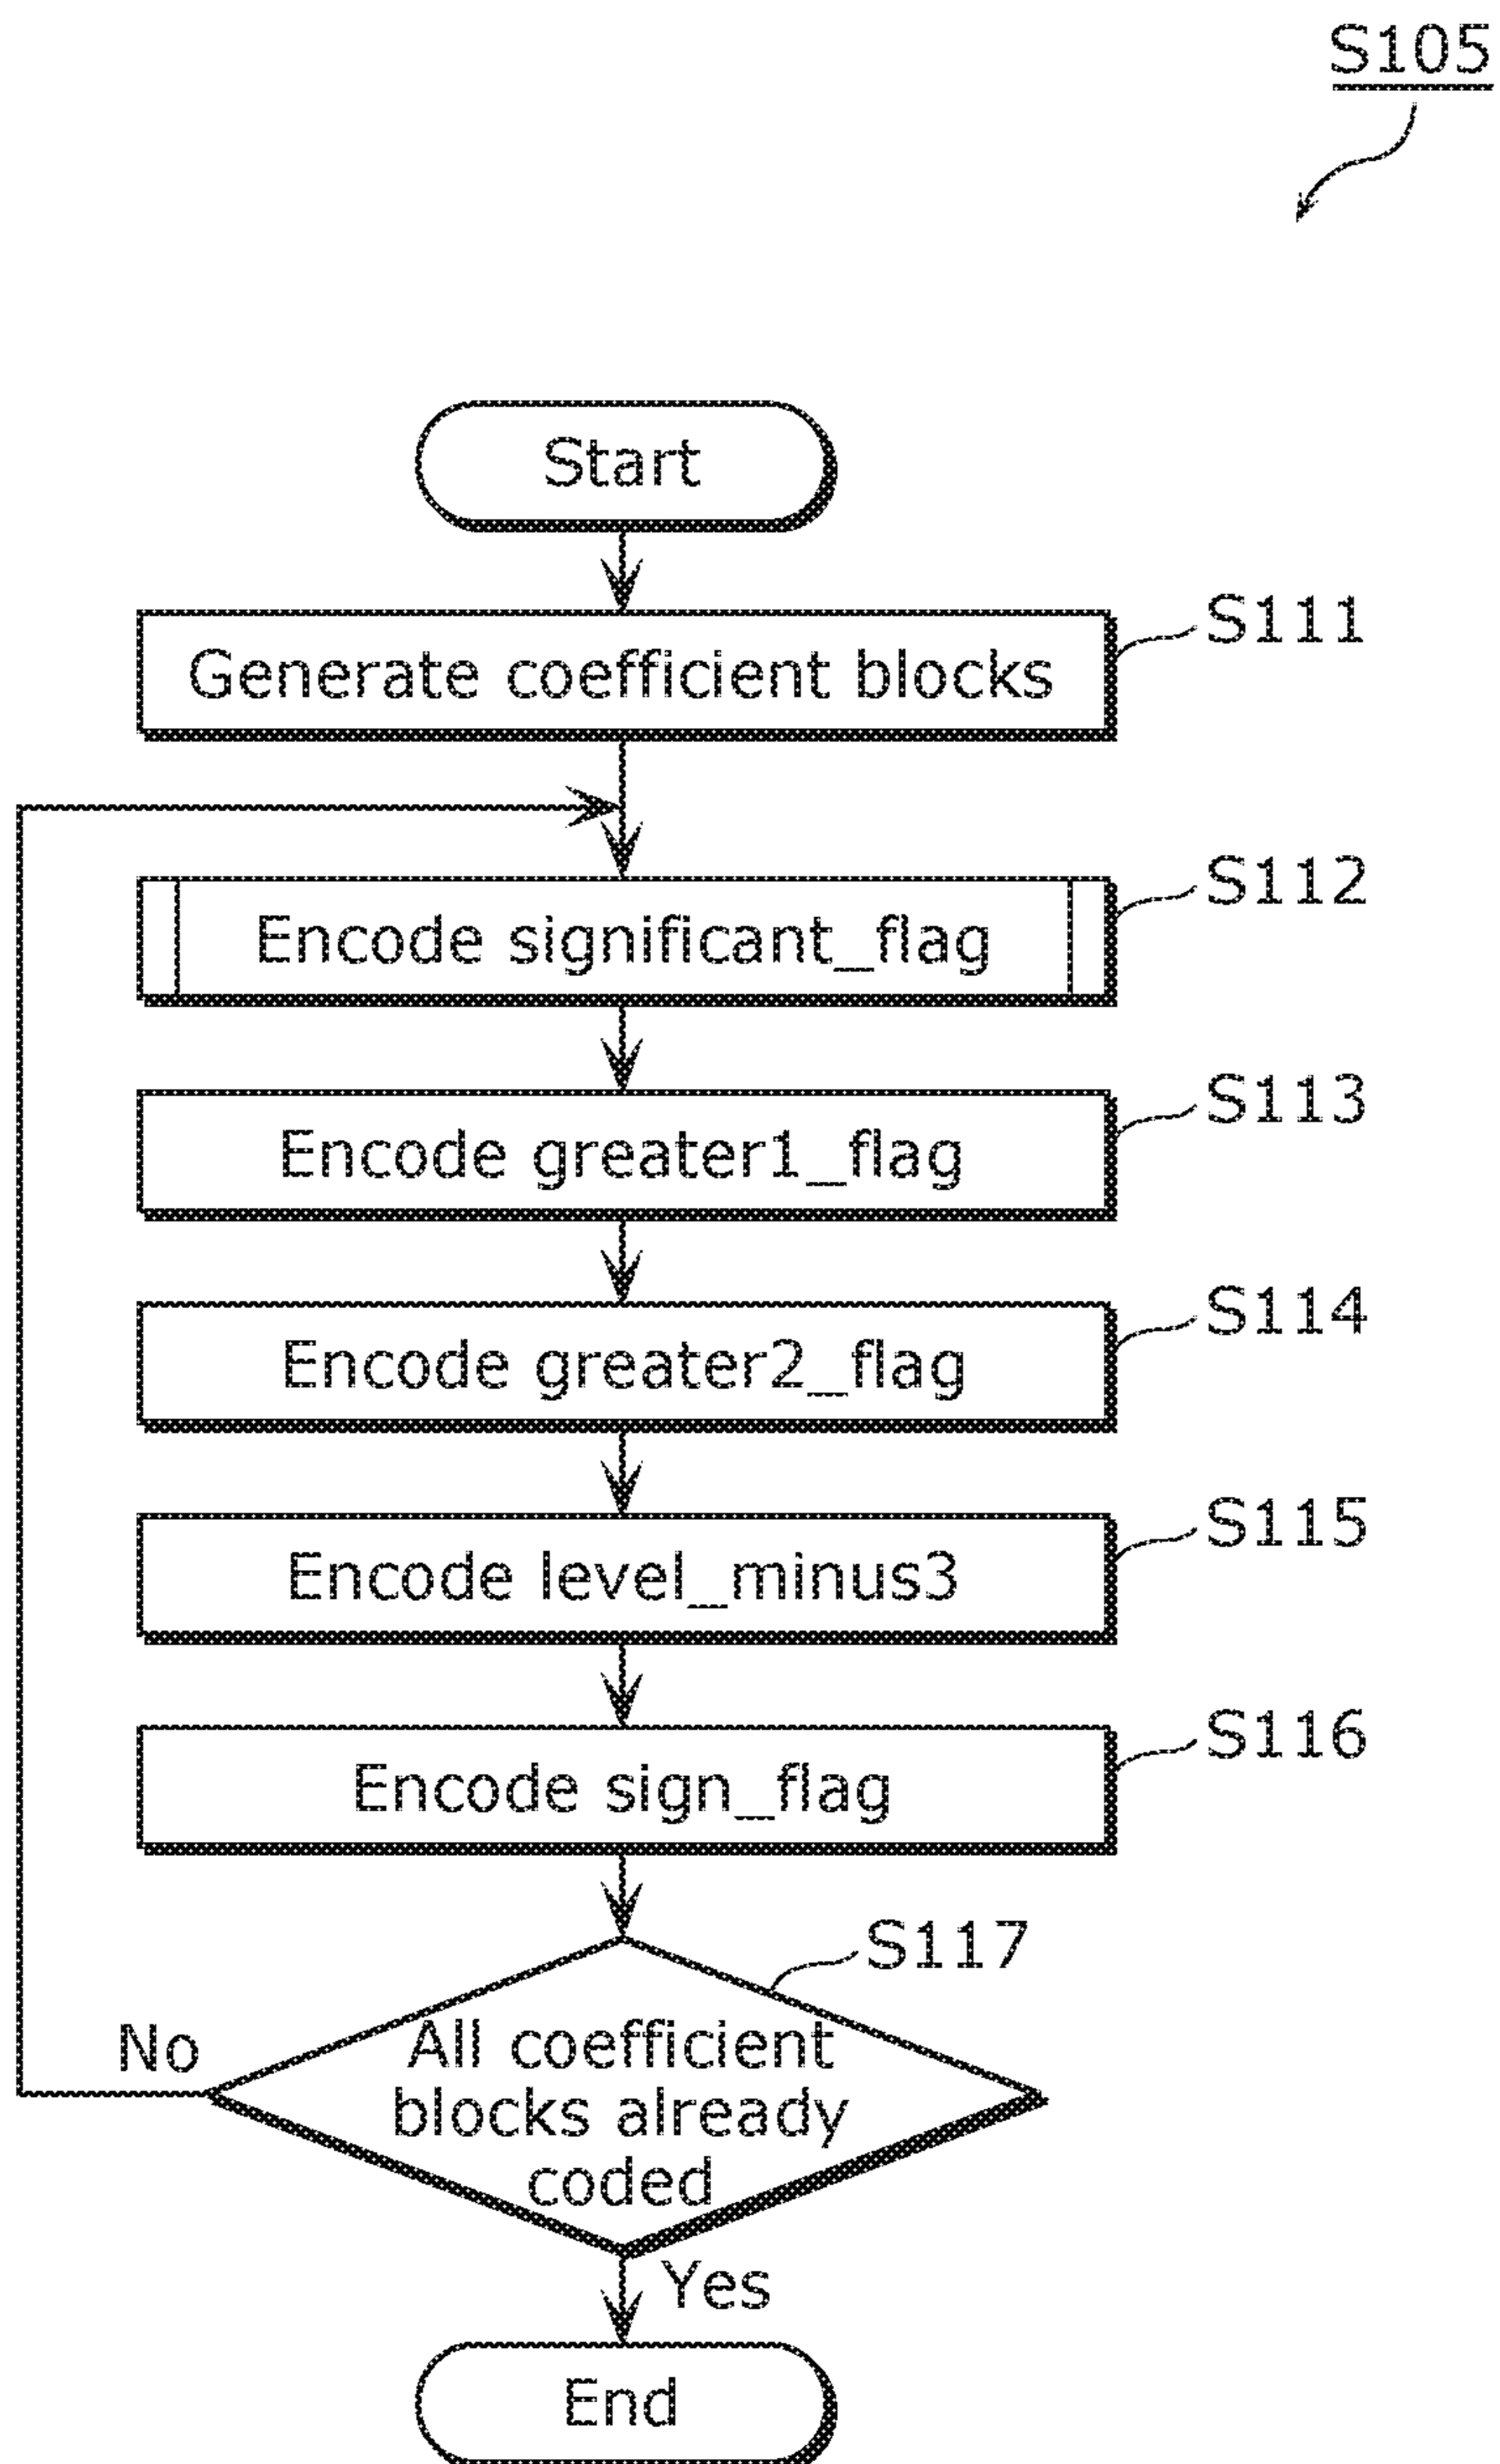 S105
Start
Generate coefficient blocks
S111
Encode significant_flag
S112
Encode greater1_flag
S113
Encode greater2_flag
S114
Encode level_minus3
S115
Encode sign_flag
S116
S117
All coefficient
blocks already
coded
No
Yes
End